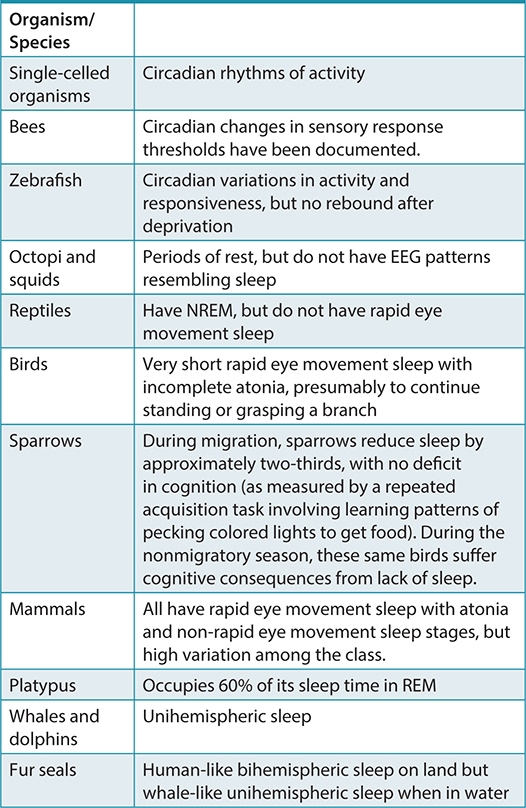 Organism/
Species
Single-celled
organisms
Circadian rhythms of activity
Bees
Circadian changes in sensory response
thresholds have been documented.
Zebrafish
Circadian variations in activity and
responsiveness, but no rebound after
deprivation
Octopi and
squids
Periods of rest, but do not have EEG patterns
resembling sleep
Reptiles
Have NREM, but do not have rapid eye
movement sleep
Birds
Very short rapid eye movement sleep with
incomplete atonia, presumably to continue
standing or grasping a branch
Sparrows
During migration, sparrows reduce sleep by
approximately two-thirds, with no deficit
in cognition (as measured by a repeated
acquisition task involving learning patterns of
pecking colored lights to get food). During the
nonmigratory season, these same birds suffer
cognitive consequences from lack of sleep.
Mammals
All have rapid eye movement sleep with atonia
and non-rapid eye movement sleep stages, but
high variation among the class.
Platypus
Occupies 60% of its sleep time in REM
Whales and
dolphins
Unihemispheric sleep
Fur seals
Human-like bihemispheric sleep on land but
whale-like unihemispheric sleep when in water